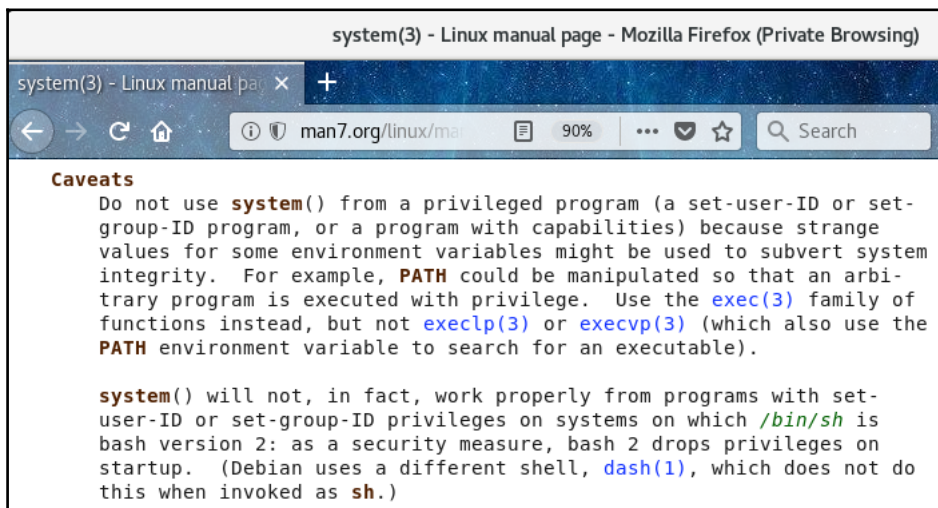 system(3) - Linux manual page - Mozilla Firefox (Private Browsing)
system(3) - Linux manual pag
man7.org/linux/ma
90%
Search
Caveats
Do not use system() from a privileged program (a set-user-ID or set-
group-ID program, or a program with capabilities) because strange
values for some environment variables might be used to subvert system
integrity.  For example, PATH could be manipulated so that an arbi-
trary program is executed with privilege.  Use the exec(3) family of
functions instead, but not execlp(3) or execvp(3) (which also use the
PATH environment variable to search for an executable).
system() will not, in fact, work properly from programs with set-
user-ID or set-group-ID privileges on systems on which /bin/sh is
bash version 2: as a security measure, bash 2 drops privileges on
startup.  (Debian uses a different shell, dash(1), which does not do
this when invoked as sh.)